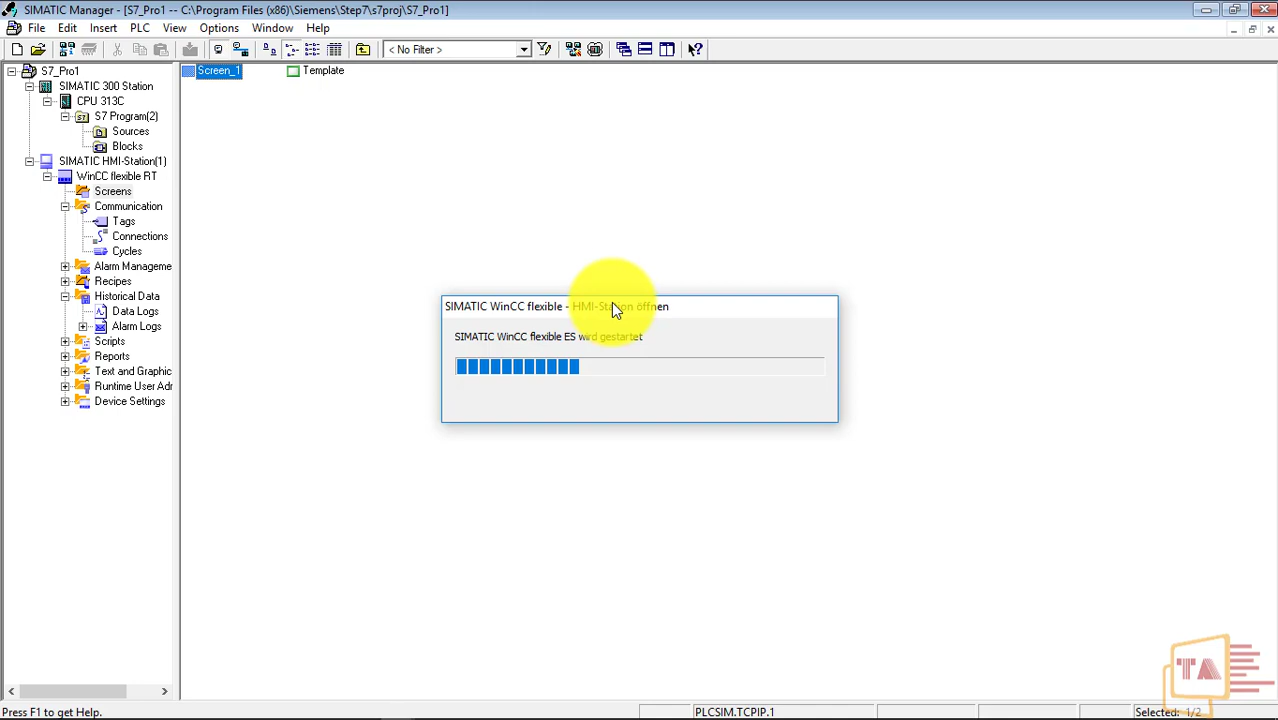 SIMATIC Manager - [S7_Pro1 -- C:\Program Files (x86)\Siemens\Step7\s7proj\S7_Pro1]
File Edit Insert PLC View Options Window Help
< No Filter >
S7_Pro1
SIMATIC 300 Station
CPU 313C
S7 Program(2)
Sources
Blocks
SIMATIC HMI-Station(1)
WinCC flexible RT
Screens
Communication
Tags
Connections
Cycles
Alarm Manageme
Recipes
Historical Data
Data Logs
Alarm Logs
Scripts
Reports
Text and Graphic
Runtime User Adr
Device Settings
Screen_1 Template
SIMATIC WinCC flexible - HMI-Station öffnen
SIMATIC WinCC flexible ES wird gestartet
TA
Press F1 to get Help. PLCSIM.TCPIP.1 Selected: 1/2